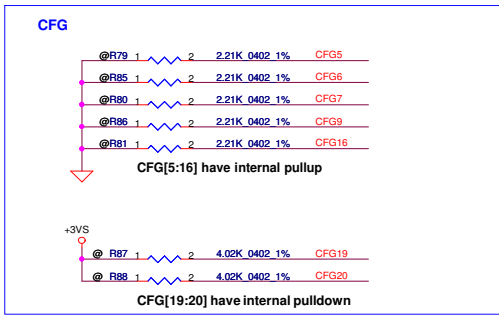 CFG
@R79 1 2 2.21K_0402_1% CFG5
@R85 1 2 2.21K_0402_1% CFG6
@R80 1 2 2.21K_0402_1% CFG7
@R86 1 2 2.21K_0402_1% CFG9
@R81 1 2 2.21K_0402_1% CFG16
CFG[5:16] have internal pullup
+3VS
@ R87 1 2 4.02K_0402_1% CFG19
@ R88 1 2 4.02K_0402_1% CFG20
CFG[19:20] have internal pulldown